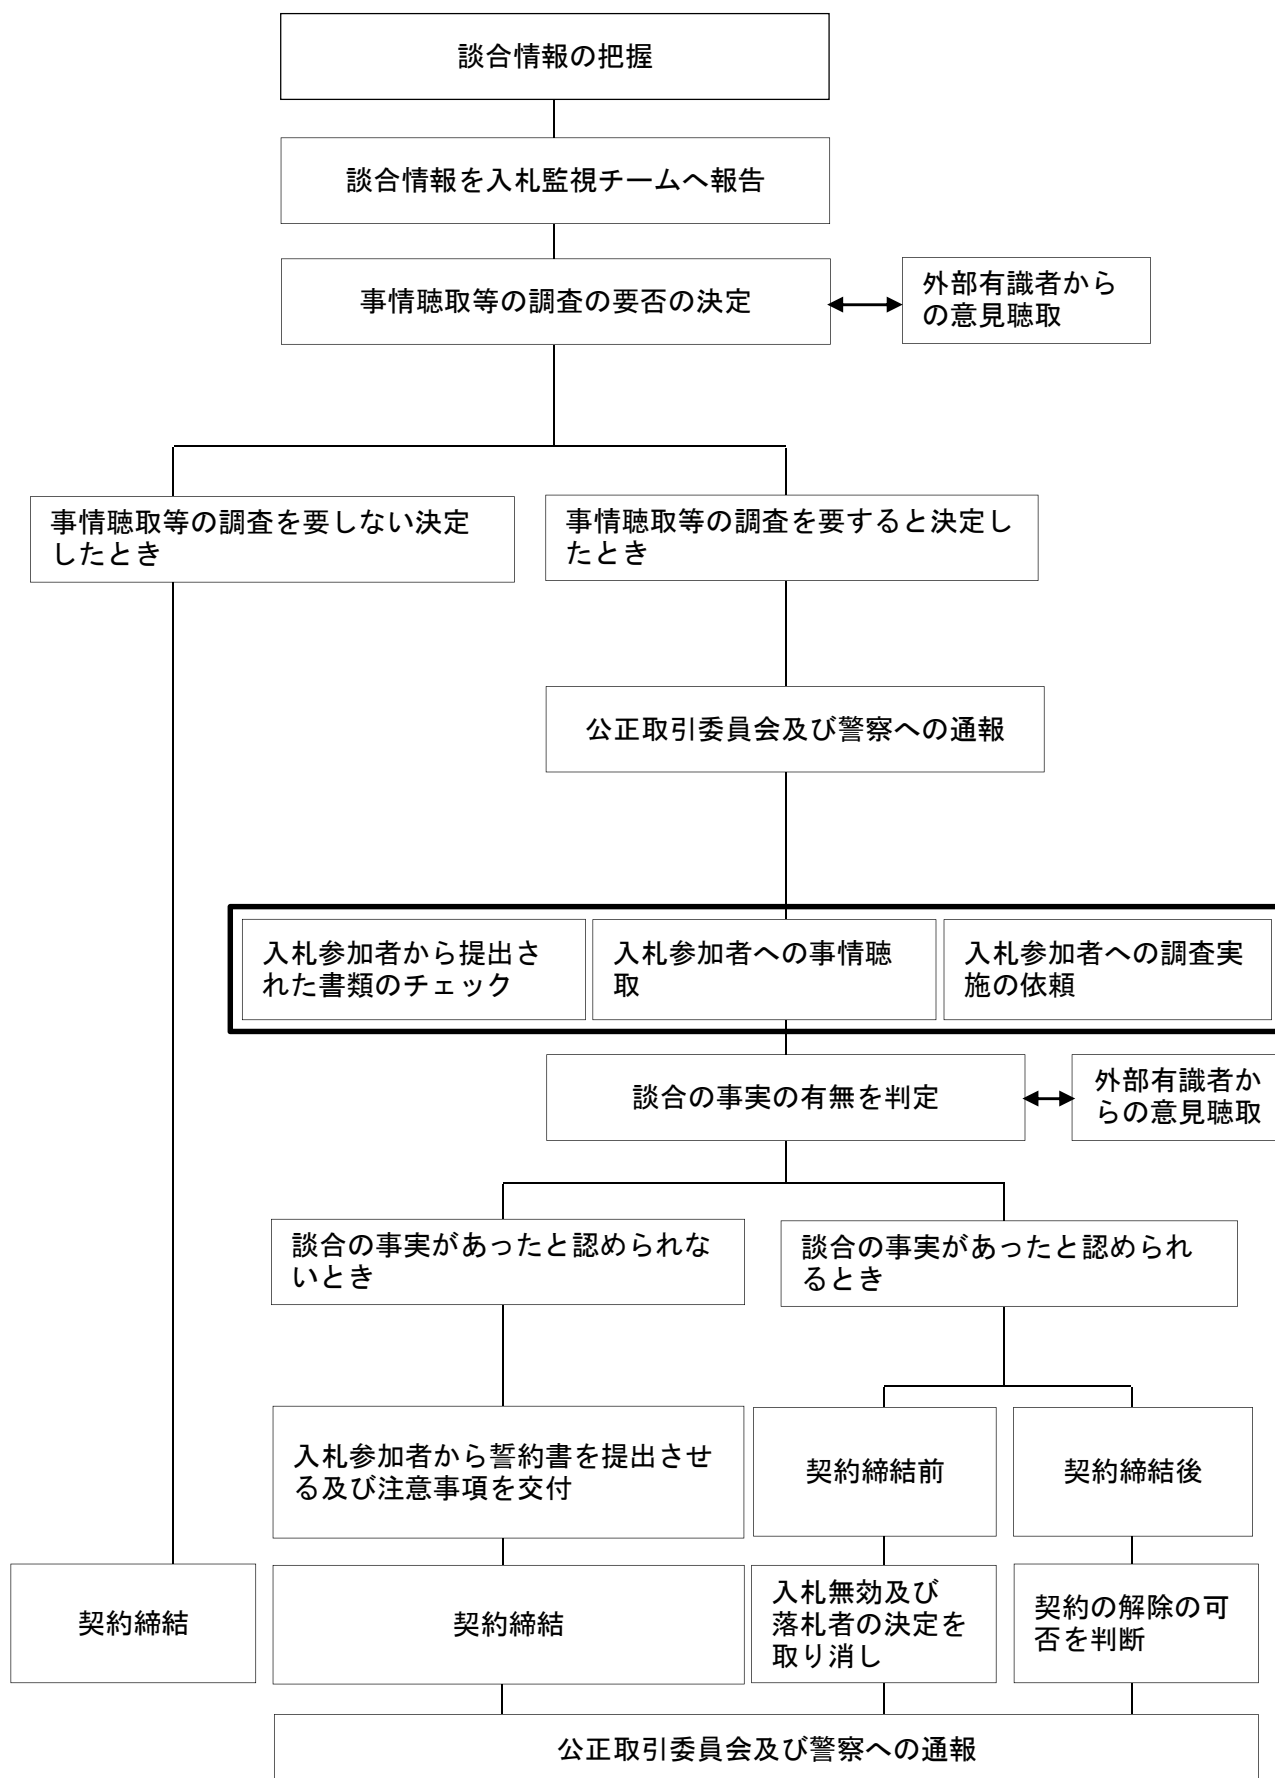 談合情報の把握
談合情報を入札監視チームへ報告
事情聴取等の調査の要否の決定
外部有識者から
の意見聴取
事情聴取等の調査を要しない決定
したとき
事情聴取等の調査を要すると決定し
たとき
公正取引委員会及び警察への通報
入札参加者から提出さ
れた書類のチェック
入札参加者への事情聴
取
入札参加者への調査実
施の依頼
談合の事実の有無を判定
外部有識者か
らの意見聴取
談合の事実があったと認められな
いとき
談合の事実があったと認められ
るとき
入札参加者から誓約書を提出させ
る及び注意事項を交付
契約締結前
契約締結後
契約締結
契約締結
入札無効及び
落札者の決定を
取り消し
契約の解除の可
否を判断
公正取引委員会及び警察への通報